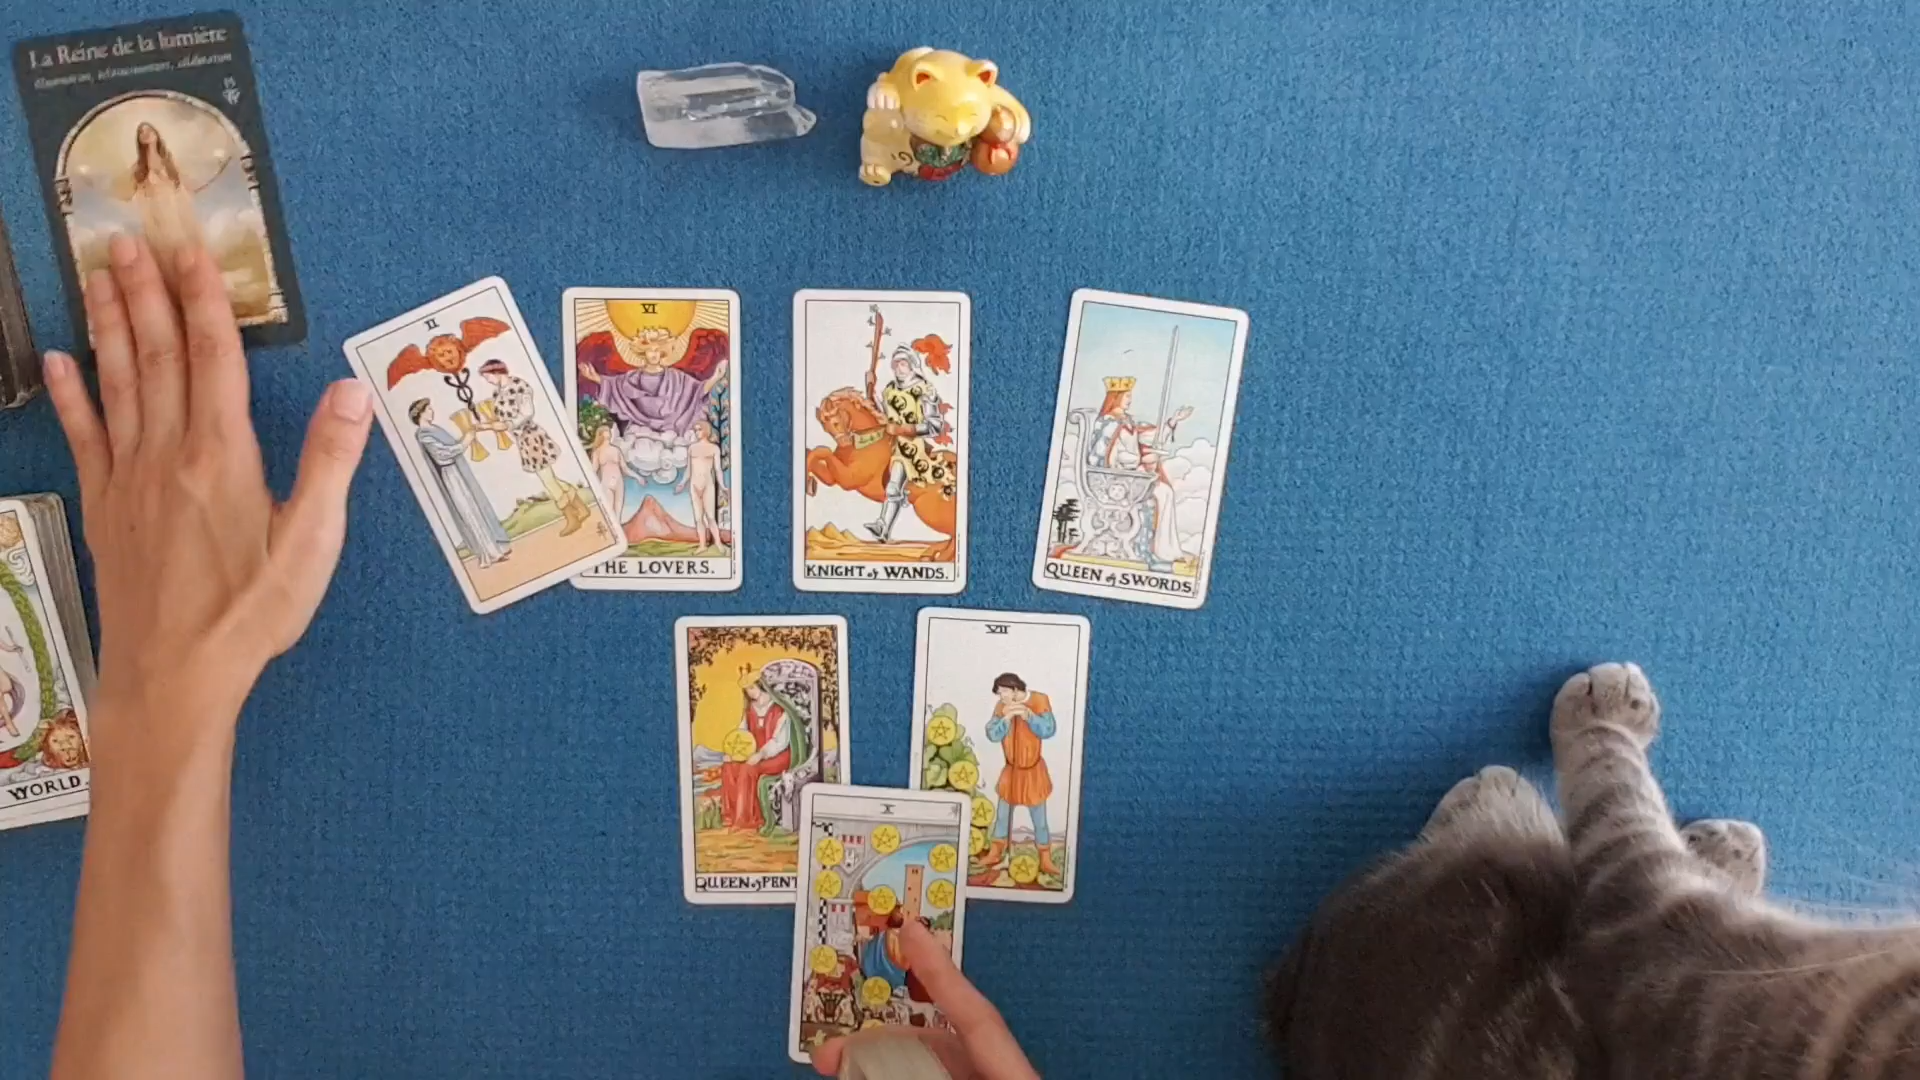 La Reine de la lumière
II
VI
THE LOVERS.
KNIGHT of WANDS.
QUEEN of SWORDS
QUEEN of PENT
VII
X
WORLD.